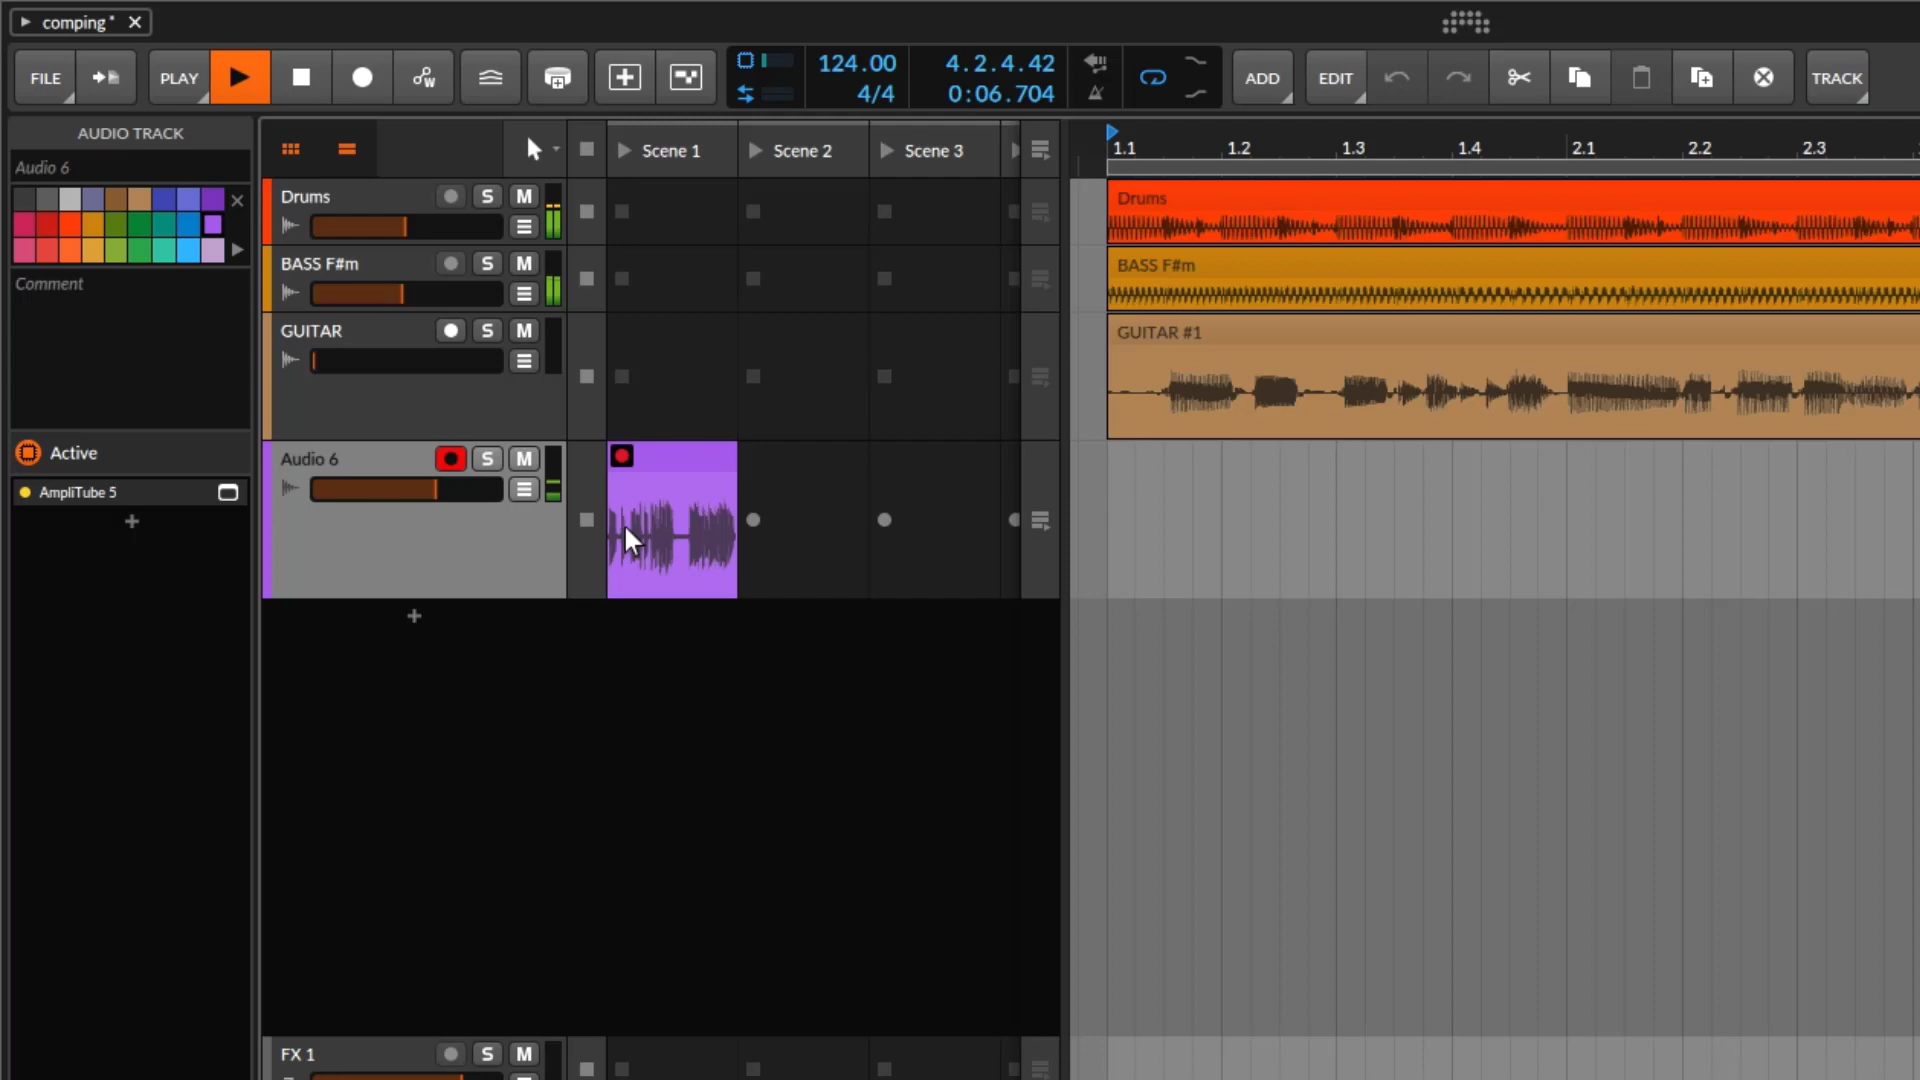 comping*
FILE
PLAY
124.00
4/4
4.2.4.42
0:06.704
ADD
EDIT
TRACK
AUDIO TRACK
Audio 6
Comment
Active
AmpliTube 5
Scene 1
Scene 2
Scene 3
1.1
1.2
1.3
1.4
2.1
2.2
2.3
Drums
S
M
Drums
BASS F#m
S
M
BASS F#m
GUITAR
S
M
GUITAR #1
Audio 6
S
M
FX 1
S
M